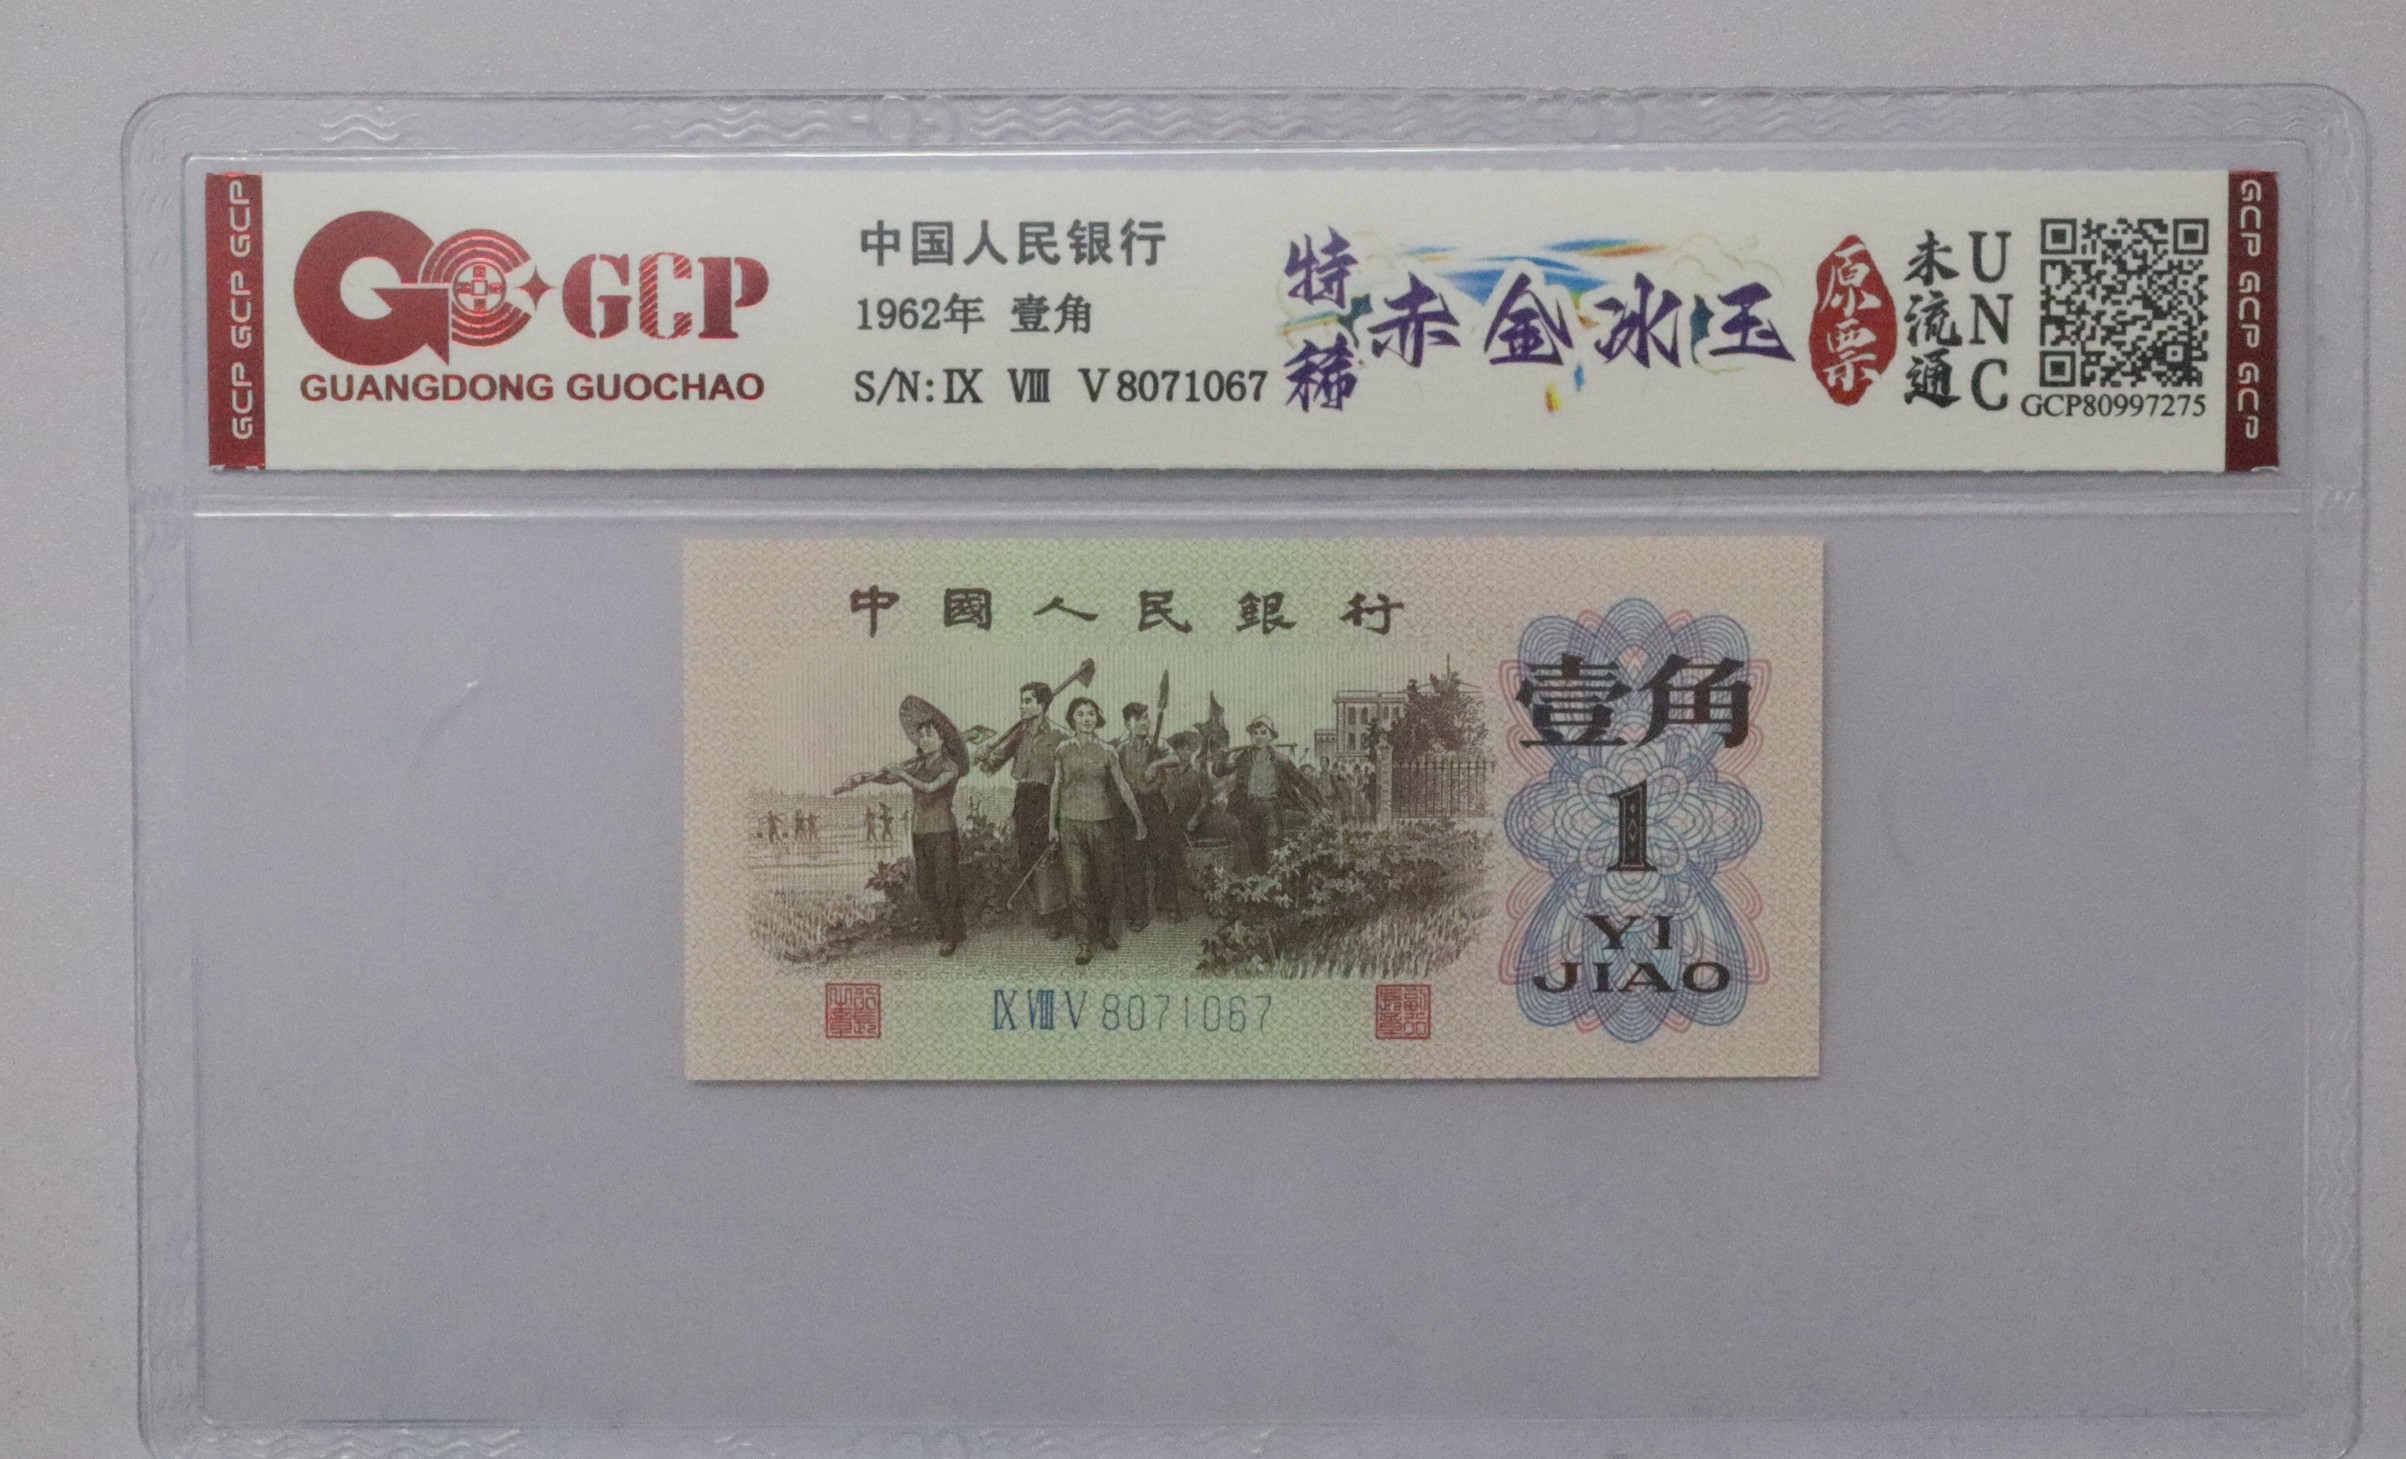 GCP GCP GCP
GCP
GUANGDONG GUOCHAO
中国人民银行
1962年 壹角
S/N: Ⅸ Ⅷ Ⅴ 8071067
特稀
赤金冰玉
原票
未流通
UNC
GCP80997275
GCP GCP GCP
中國人民銀行
壹角
1
YI
JIAO
Ⅸ Ⅷ Ⅴ 8071067